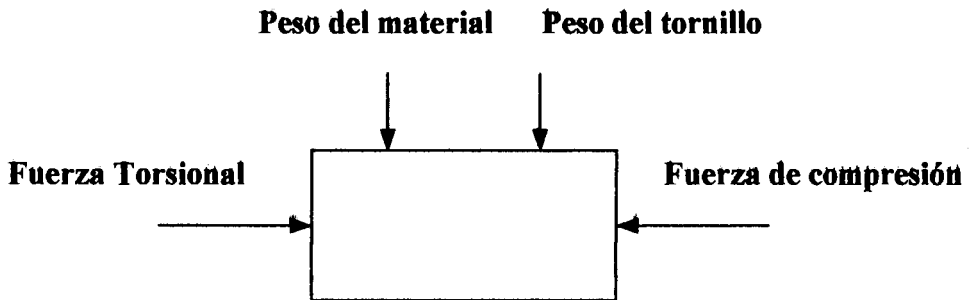 Peso del material Peso del tornillo
Fuerza Torsional Fuerza de compresión